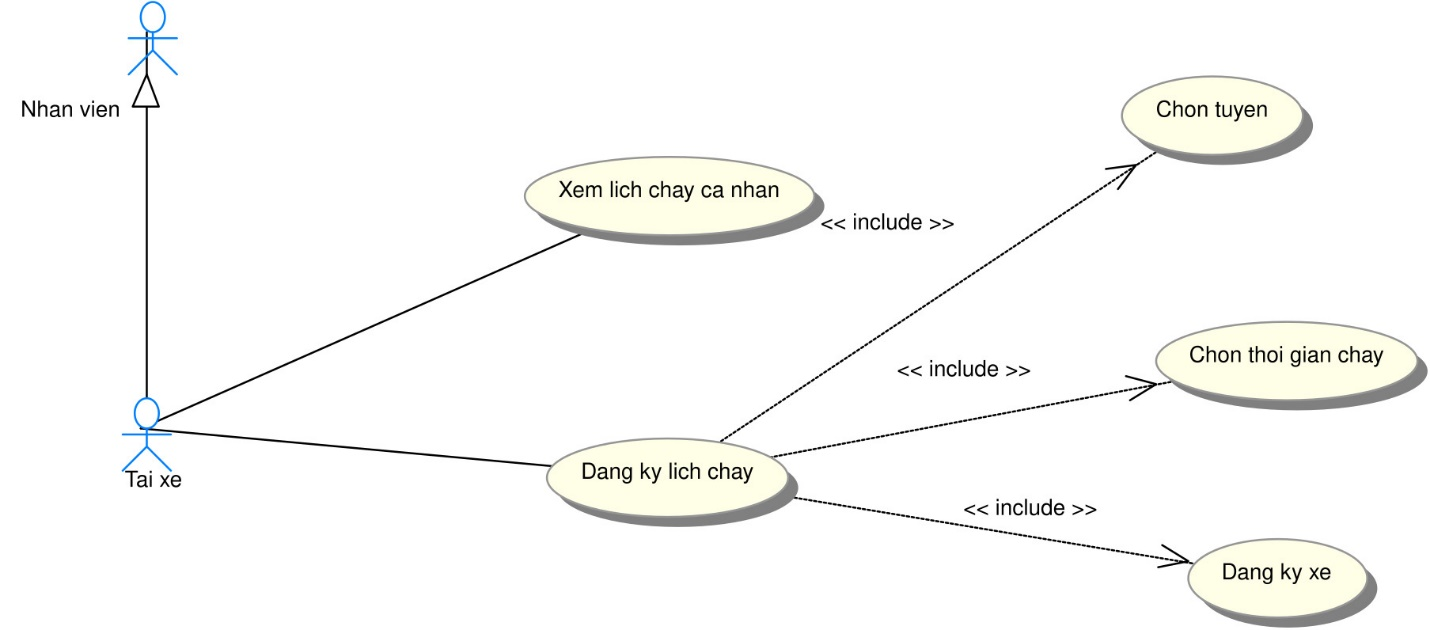 Nhan vien
Chon tuyen
Xem lich chay ca nhan
<< include >>
Chon thoi gian chay
<< include >>
Dang ky lich chay
Tai xe
<< include >>
Dang ky xe